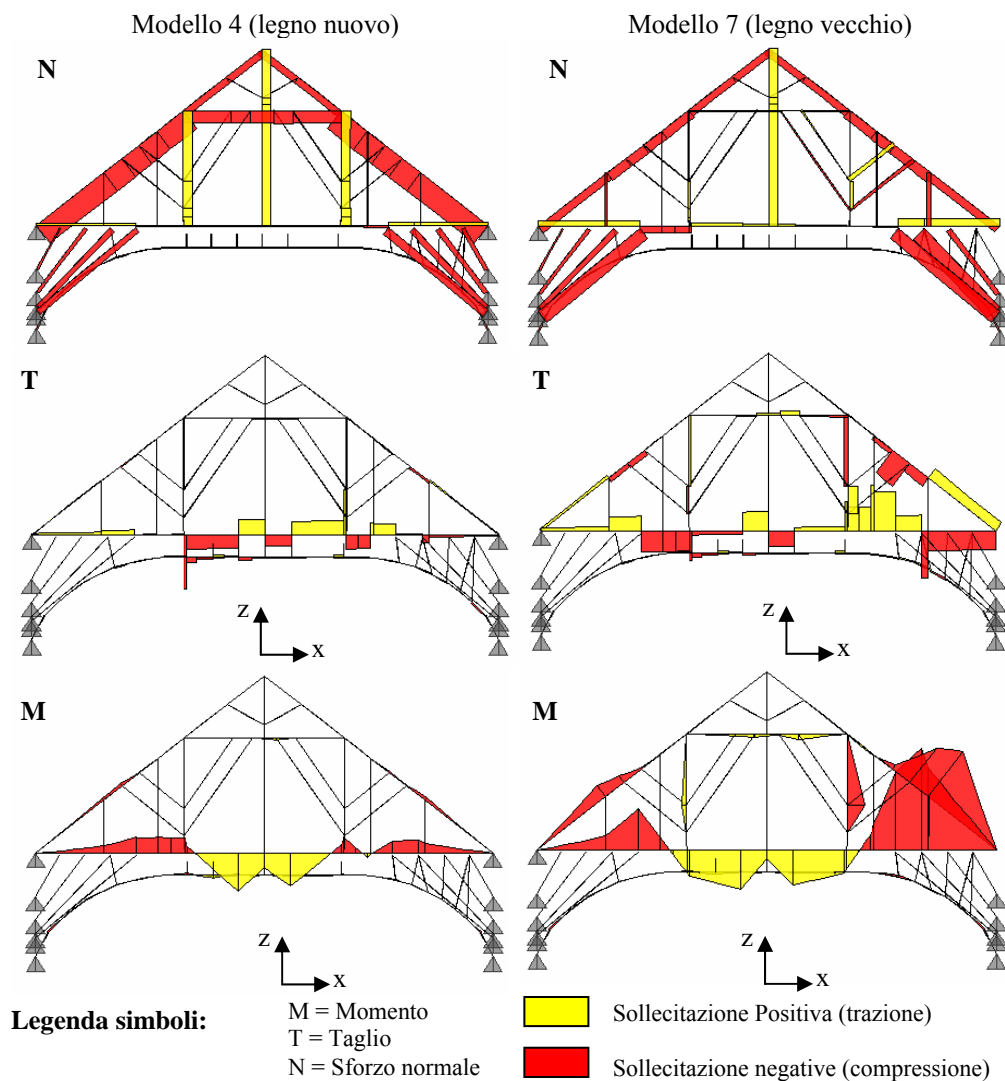 Modello 4 (legno nuovo)
Modello 7 (legno vecchio)
N
N
T
T
z
x
z
x
M
M
z
x
z
x
Legenda simboli:
M = Momento
T = Taglio
N = Sforzo normale
Sollecitazione Positiva (trazione)
Sollecitazione negative (compressione)